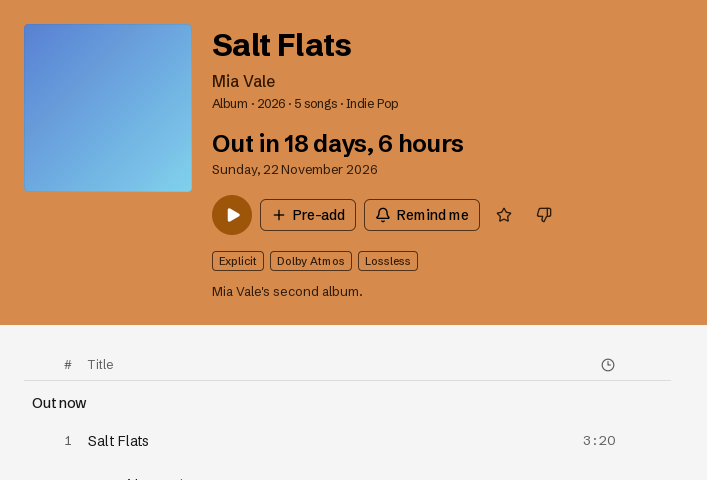 Salt Flats
Mia Vale
Album · 2026 · 5 songs · Indie Pop
Out in 18 days, 6 hours
Sunday, 22 November 2026
Pre-add
Remind me
Explicit
Dolby Atmos
Lossless
Mia Vale's second album.
# Title
Out now
1 Salt Flats 3:20